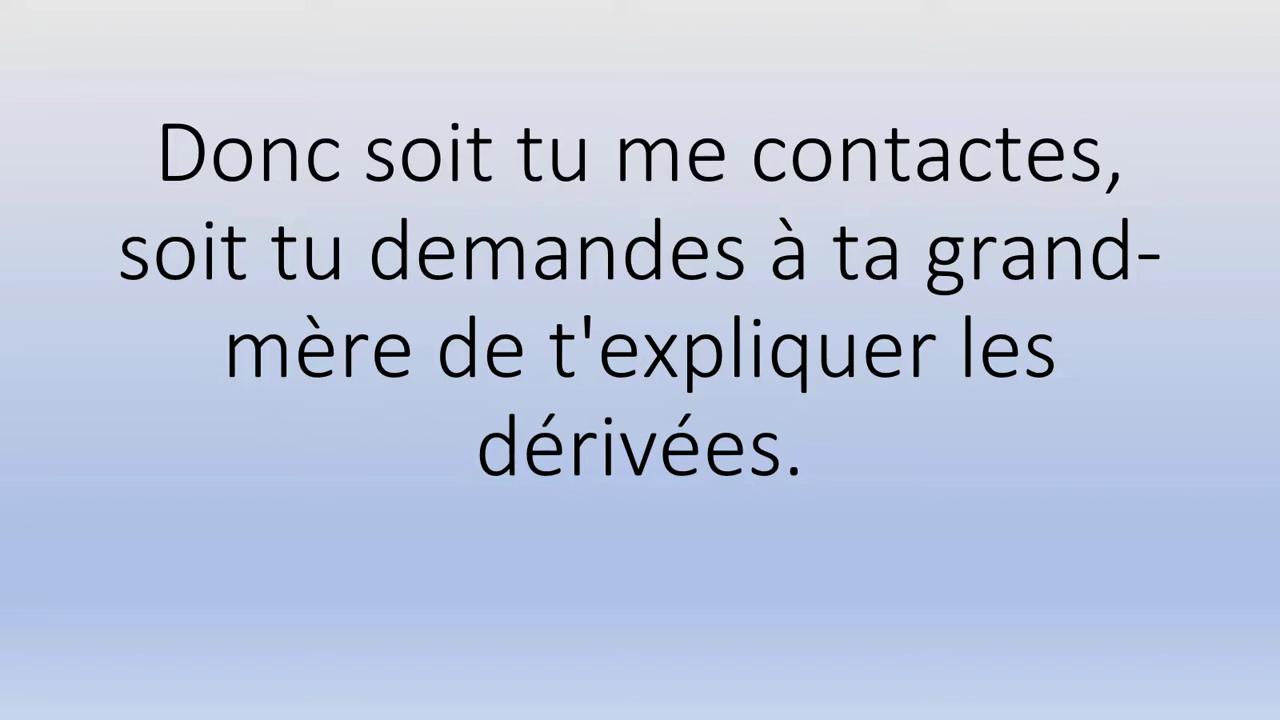 Donc soit tu me contactes,
soit tu demandes à ta grand-
mère de t'expliquer les
dérivées.